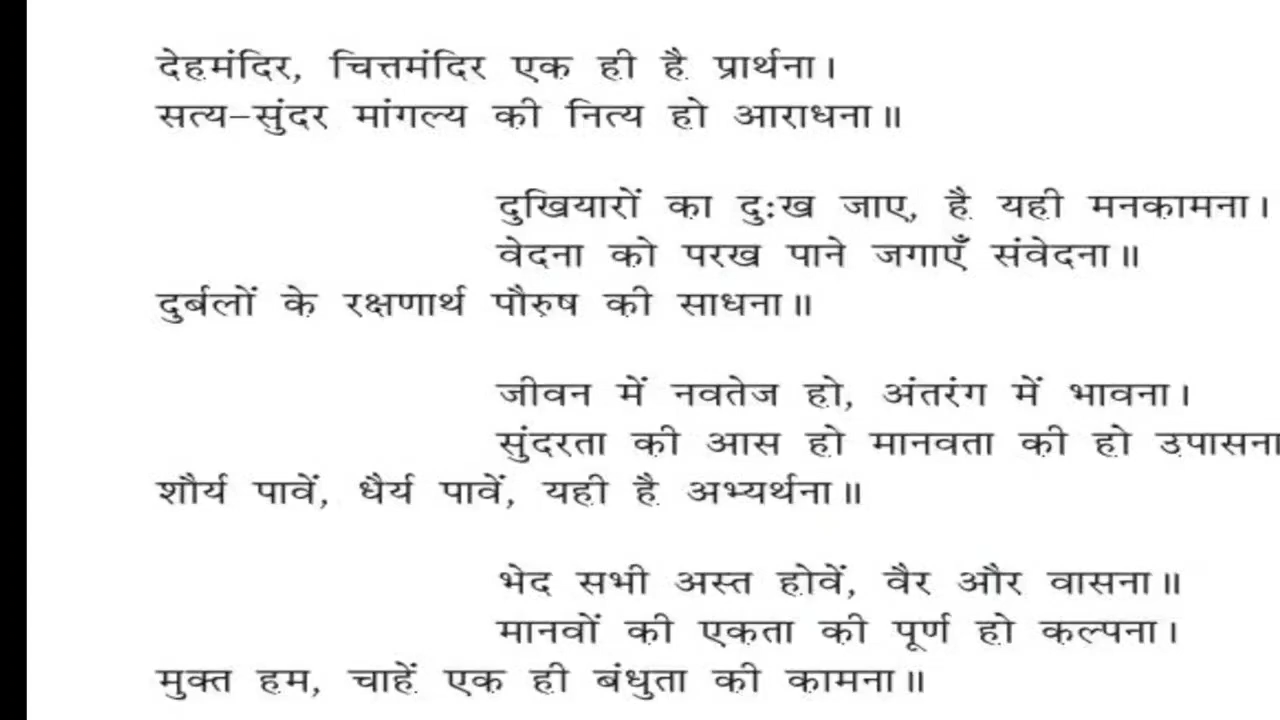 देहमंदिर, चित्तमंदिर एक ही है प्रार्थना।
सत्य-सुंदर मांगल्य की नित्य हो आराधना॥
दुखियारों का दुःख जाए, है यही मनकामना।
वेदना को परख पाने जगाएँ संवेदना॥
दुर्बलों के रक्षणार्थ पौरुष की साधना॥
जीवन में नवतेज हो, अंतरंग में भावना।
सुंदरता की आस हो मानवता की हो उपासना
शौर्य पावें, धैर्य पावें, यही है अभ्यर्थना॥
भेद सभी अस्त होवें, वैर और वासना॥
मानवों की एकता की पूर्ण हो कल्पना।
मुक्त हम, चाहें एक ही बंधुता की कामना॥